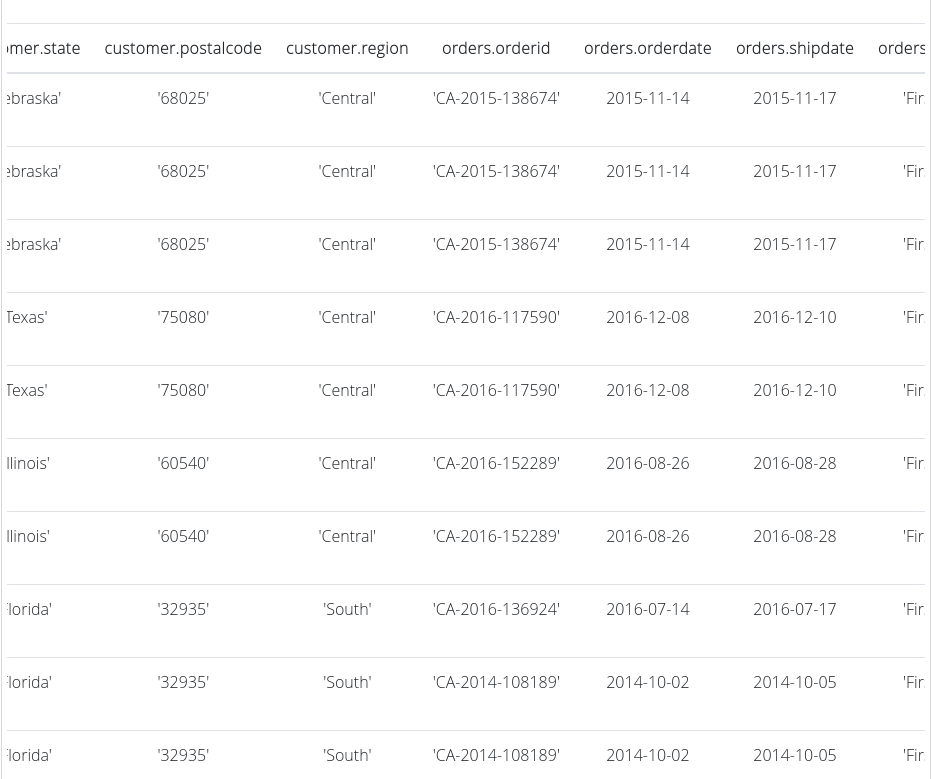 omer.state customer.postalcode customer.region orders.orderid orders.orderdate orders.shipdate orders
ebraska' '68025' 'Central' 'CA-2015-138674' 2015-11-14 2015-11-17 'Fir
ebraska' '68025' 'Central' 'CA-2015-138674' 2015-11-14 2015-11-17 'Fir
ebraska' '68025' 'Central' 'CA-2015-138674' 2015-11-14 2015-11-17 'Fir
Texas' '75080' 'Central' 'CA-2016-117590' 2016-12-08 2016-12-10 'Fir
Texas' '75080' 'Central' 'CA-2016-117590' 2016-12-08 2016-12-10 'Fir
llinois' '60540' 'Central' 'CA-2016-152289' 2016-08-26 2016-08-28 'Fir
llinois' '60540' 'Central' 'CA-2016-152289' 2016-08-26 2016-08-28 'Fir
lorida' '32935' 'South' 'CA-2016-136924' 2016-07-14 2016-07-17 'Fir
lorida' '32935' 'South' 'CA-2014-108189' 2014-10-02 2014-10-05 'Fir
lorida' '32935' 'South' 'CA-2014-108189' 2014-10-02 2014-10-05 'Fir